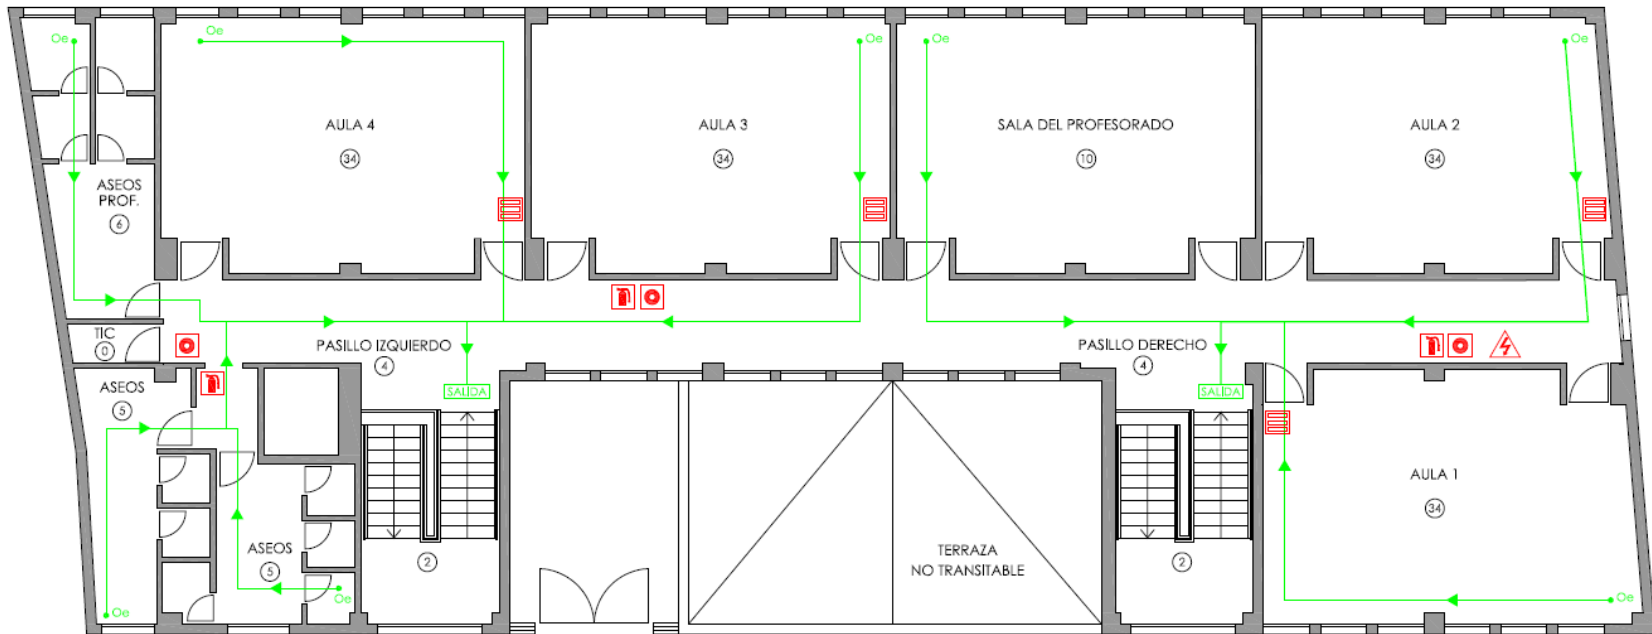 Oe
Oe
Oe
Oe
Oe
AULA 4
34
AULA 3
34
SALA DEL PROFESORADO
10
AULA 2
34
ASEOS
PROF.
6
TIC
0
PASILLO IZQUIERDO
4
SALIDA
PASILLO DERECHO
4
SALIDA
ASEOS
5
ASEOS
5
Oe
Oe
2
TERRAZA
NO TRANSITABLE
2
AULA 1
34
Oe